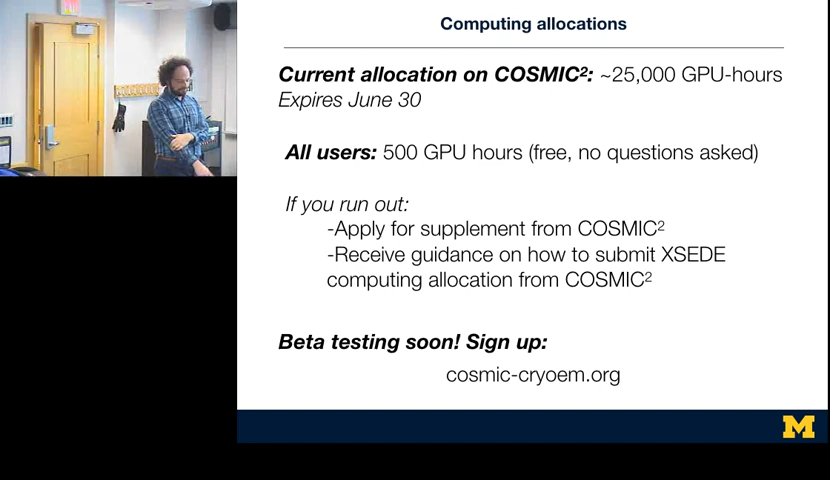 Computing allocations
Current allocation on COSMIC²: ~25,000 GPU-hours
Expires June 30
All users: 500 GPU hours (free, no questions asked)
If you run out:
-Apply for supplement from COSMIC²
-Receive guidance on how to submit XSEDE
computing allocation from COSMIC²
Beta testing soon! Sign up:
cosmic-cryoem.org
M